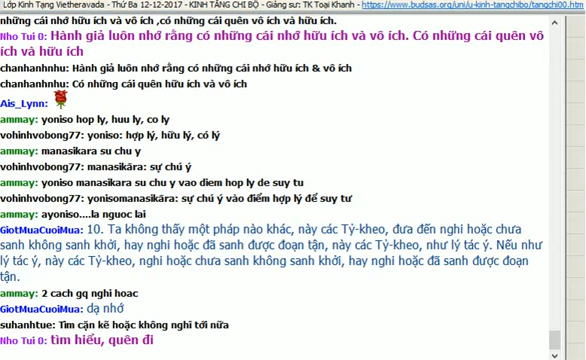 Lớp Kinh Tạng Vietheravada - Thứ Ba 12-12-2017 - KINH TĂNG CHI BỘ - Giảng sư: TK Toại Khanh - https://www.budsas.org/uni/u-kinh-tangchibo/tangchi00.htm
những cái nhớ hữu ích và vô ích ,có những cái quên vô ích và hữu ích.
Nho Tui 0: Hành giả luôn nhớ rằng có những cái nhớ hữu ích và vô ích. Có những cái quên vô
ích và hữu ích
chanhanhnhu: Hành giả luôn nhớ rằng có những cái nhớ hữu ích & vô ích
chanhanhnhu: Có những cái quên hữu ích và vô ích
Ais_Lynn:
ammay: yoniso hop ly, huu ly, co ly
vohinhvobong77: yoniso: hợp lý, hữu lý, có lý
ammay: manasikara su chu y
vohinhvobong77: manasikāra: sự chú ý
ammay: yoniso manasikara su chu y vao diem hop ly de suy tu
vohinhvobong77: yonisomanasikāra: sự chú ý vào điểm hợp lý để suy tư
ammay: ayoniso....la nguoc lai
GiotMuaCuoiMua: 10. Ta không thấy một pháp nào khác, này các Tỷ-kheo, đưa đến nghi hoặc chưa
sanh không sanh khởi, hay nghi hoặc đã sanh được đoạn tận, này các Tỷ-kheo, như lý tác ý. Nếu như
lý tác ý, này các Tỷ-kheo, nghi hoặc chưa sanh không sanh khởi, hay nghi hoặc đã sanh được đoạn
tận.
ammay: 2 cach gq nghi hoac
GiotMuaCuoiMua: dạ nhớ
suhanhtue: Tìm cặn kẽ hoặc không nghĩ tới nữa
Nho Tui 0: tìm hiểu, quên đi